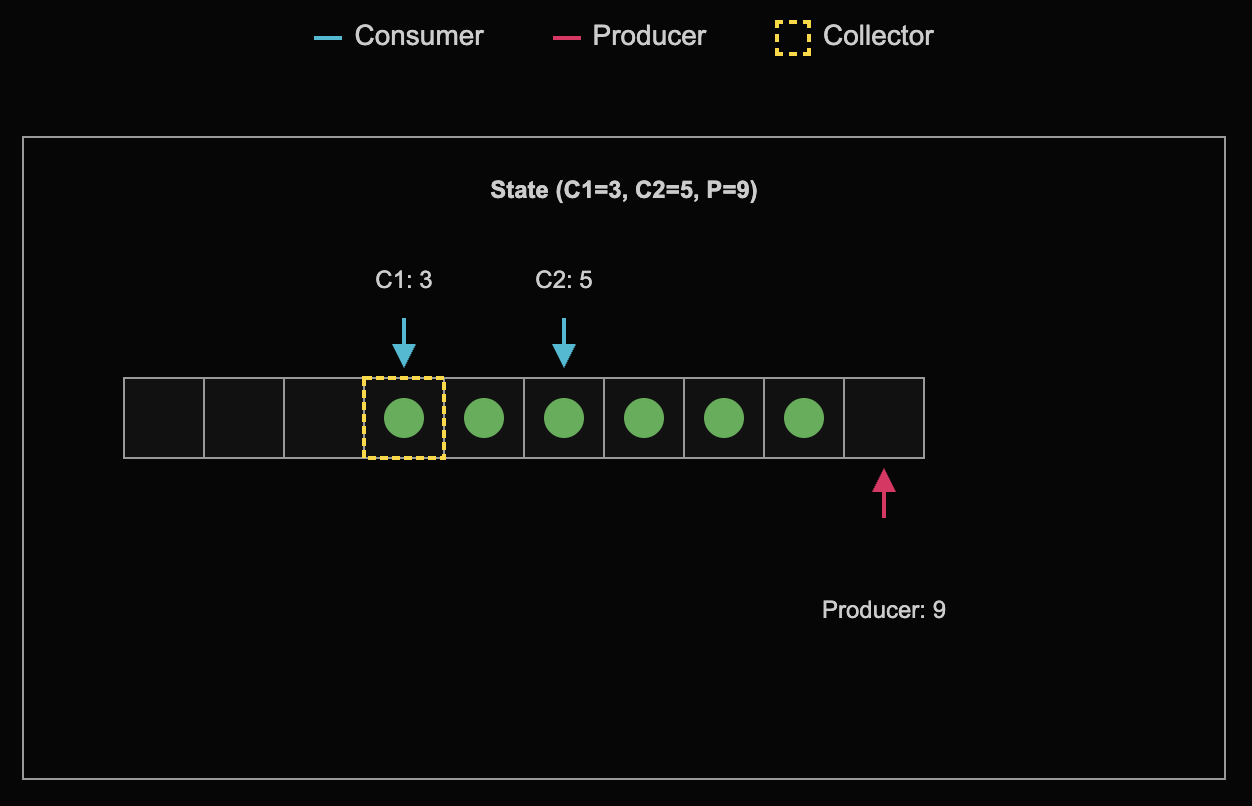 Consumer Producer Collector
State (C1=3, C2=5, P=9)
C1: 3 C2: 5
Producer: 9